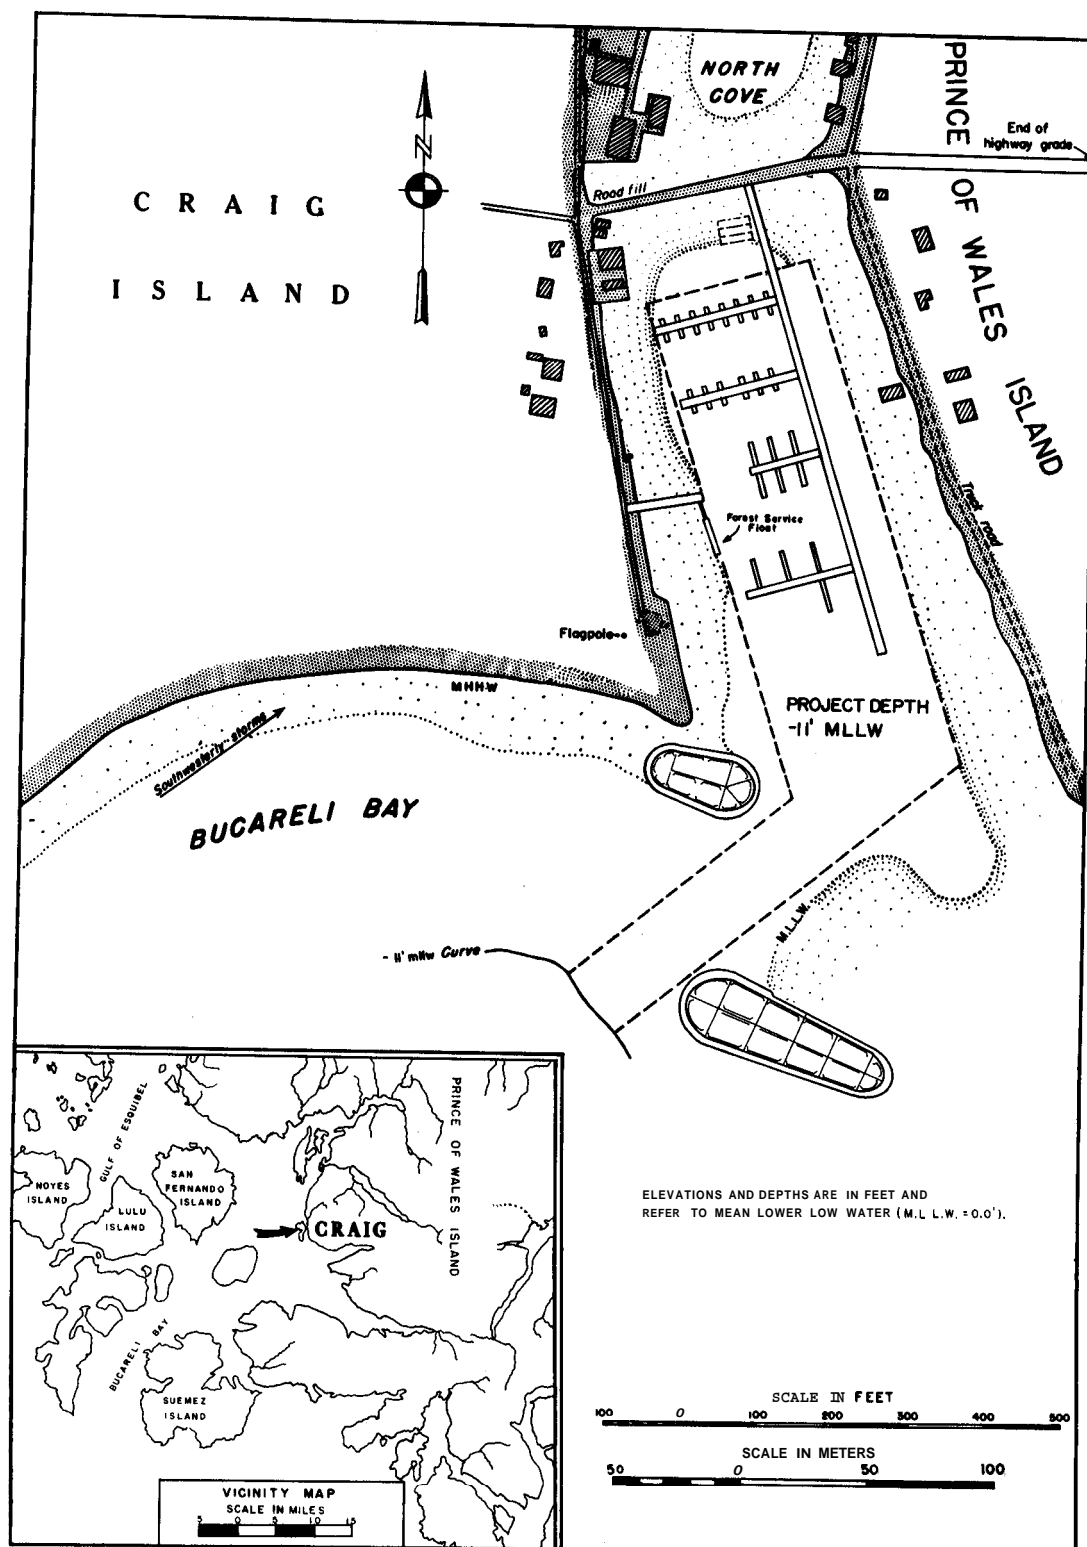 NORTH
COVE
PRINCE OF WALES ISLAND
End of
highway grade
N
CRAIG
ISLAND
Road fill
Truck road
Forest Service
Float
Flagpole
MHHW
PROJECT DEPTH
-11' MLLW
Southwesterly storms
BUCARELI BAY
M.L.L.W.
-11' mllw Curve
GULF OF ESQUIBEL
PRINCE OF WALES ISLAND
NOYES
ISLAND
SAN
FERNANDO
ISLAND
LULU
ISLAND
CRAIG
BUCARELI BAY
SUEMEZ
ISLAND
VICINITY MAP
SCALE IN MILES
5 0 5 10 15
ELEVATIONS AND DEPTHS ARE IN FEET AND
REFER TO MEAN LOWER LOW WATER (M.L L.W. = 0.0').
SCALE IN FEET
100 0 100 200 300 400 500
SCALE IN METERS
50 0 50 100